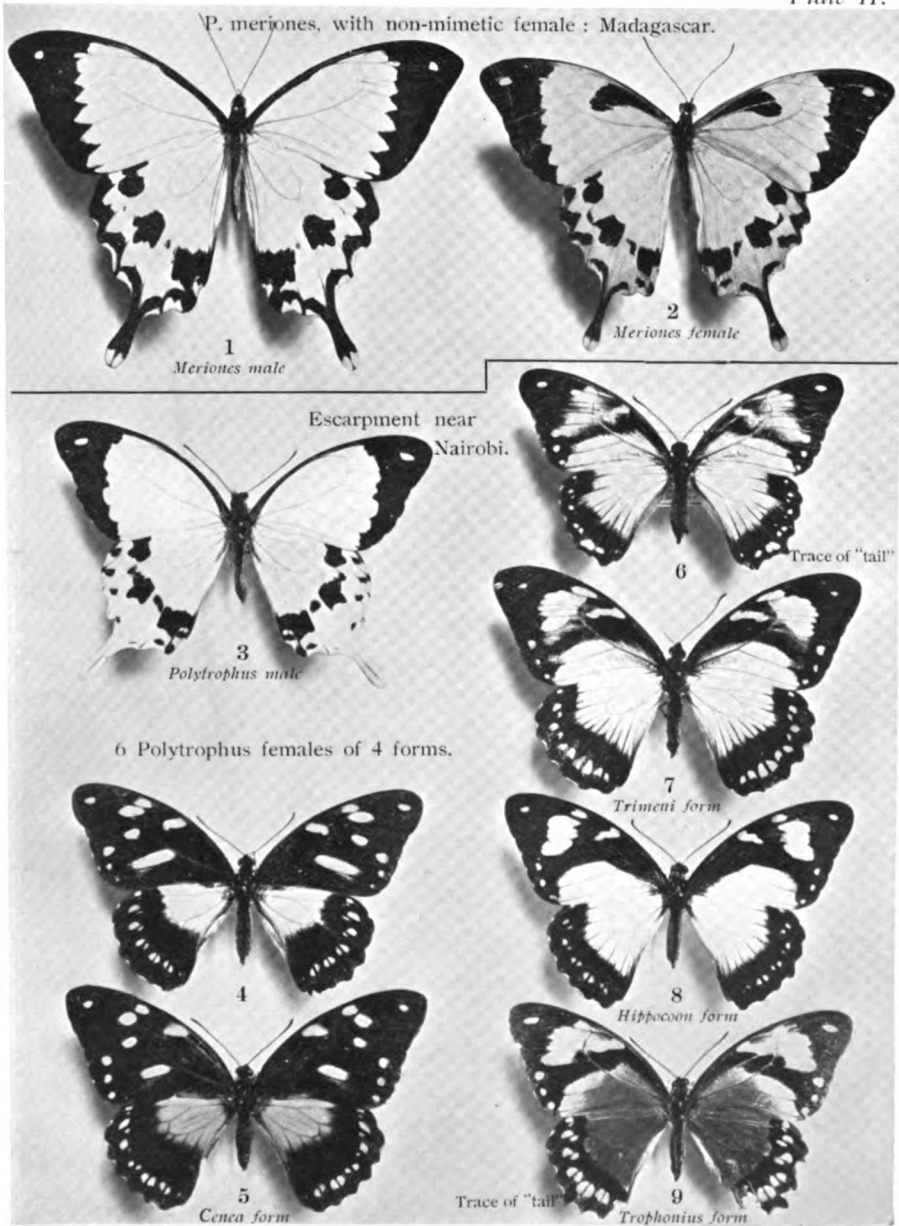 Plate II.
P. meriones, with non-mimetic female : Madagascar.
1
Meriones male
2
Meriones female
Escarpment near
Nairobi.
3
Polytrophus male
6
Trace of "tail"
7
Trimeni form
6 Polytrophus females of 4 forms.
4
8
Hippocoon form
5
Cenea form
Trace of "tail"
9
Trophonius form